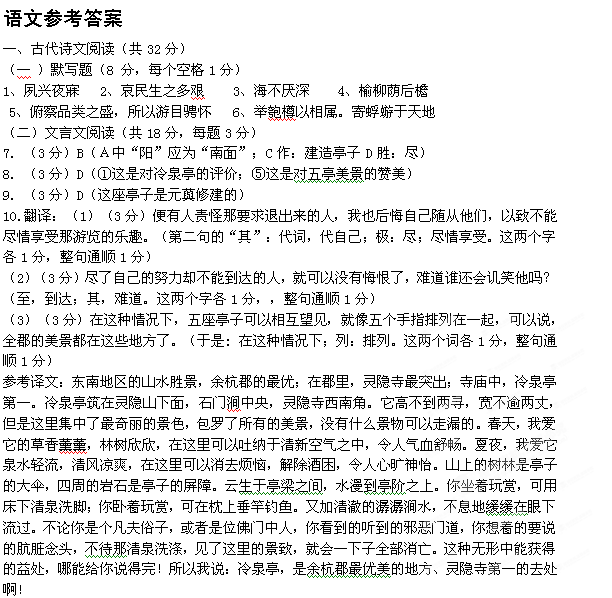 语文参考答案
一、古代诗文阅读（共 32 分）
（一 ）默写题（8 分，每个空格 1 分）
1、夙兴夜寐 2、哀民生之多艰 3、海不厌深 4、榆柳荫后檐
5、俯察品类之盛，所以游目骋怀 6、举匏樽以相属。寄蜉蝣于天地
（二）文言文阅读（共 18 分，每题 3 分）
7. （3分）B（A中“阳”应为“南面”；C作：建造亭子 D 胜：尽）
8. （3分）D（①这是对冷泉亭的评价；⑤这是对五亭美景的赞美）
9. （3分）D（这座亭子是元藇修建的）
10.翻译：（1）（3分）便有人责怪那要求退出来的人，我也后悔自己随从他们，以致不能
尽情享受那游览的乐趣。（第二句的“其”：代词，代自己；极：尽；尽情享受。这两个字
各 1 分，整句通顺 1 分）
（2）（3分）尽了自己的努力却不能到达的人，就可以没有悔恨了，难道谁还会讥笑他吗？
（至，到达；其，难道。这两个字各 1 分，，整句通顺 1 分）
（3）（3分）在这种情况下，五座亭子可以相互望见，就像五个手指排列在一起，可以说，
全郡的美景都在这些地方了。（于是：在这种情况下；列：排列。这两个词各 1 分，整句通
顺 1 分）
参考译文：东南地区的山水胜景，余杭郡的最优；在郡里，灵隐寺最突出；寺庙中，冷泉亭
第一。冷泉亭筑在灵隐山下面，石门涧中央，灵隐寺西南角。它高不到两寻，宽不逾两丈，
但是这里集中了最奇丽的景色，包罗了所有的美景，没有什么景物可以走漏的。春天，我爱
它的草香薰薰，林树欣欣，在这里可以吐纳于清新空气之中，令人气血舒畅。夏夜，我爱它
泉水轻流，清风凉爽，在这里可以消去烦恼，解除酒困，令人心旷神怡。山上的树林是亭子
的大伞，四周的岩石是亭子的屏障。云生于亭梁之间，水漫到亭阶之上。你坐着玩赏，可用
床下清泉洗脚；你卧着玩赏，可在枕上垂竿钓鱼。又加清澈的潺潺涧水，不息地缓缓在眼下
流过。不论你是个凡夫俗子，或者是位佛门中人，你看到的听到的邪恶门道，你想着的要说
的肮脏念头，不待那清泉洗涤，见了这里的景致，就会一下子全部消亡。这种无形中能获得
的益处，哪能给你说得完！所以我说：冷泉亭，是余杭郡最优美的地方、灵隐寺第一的去处
啊！